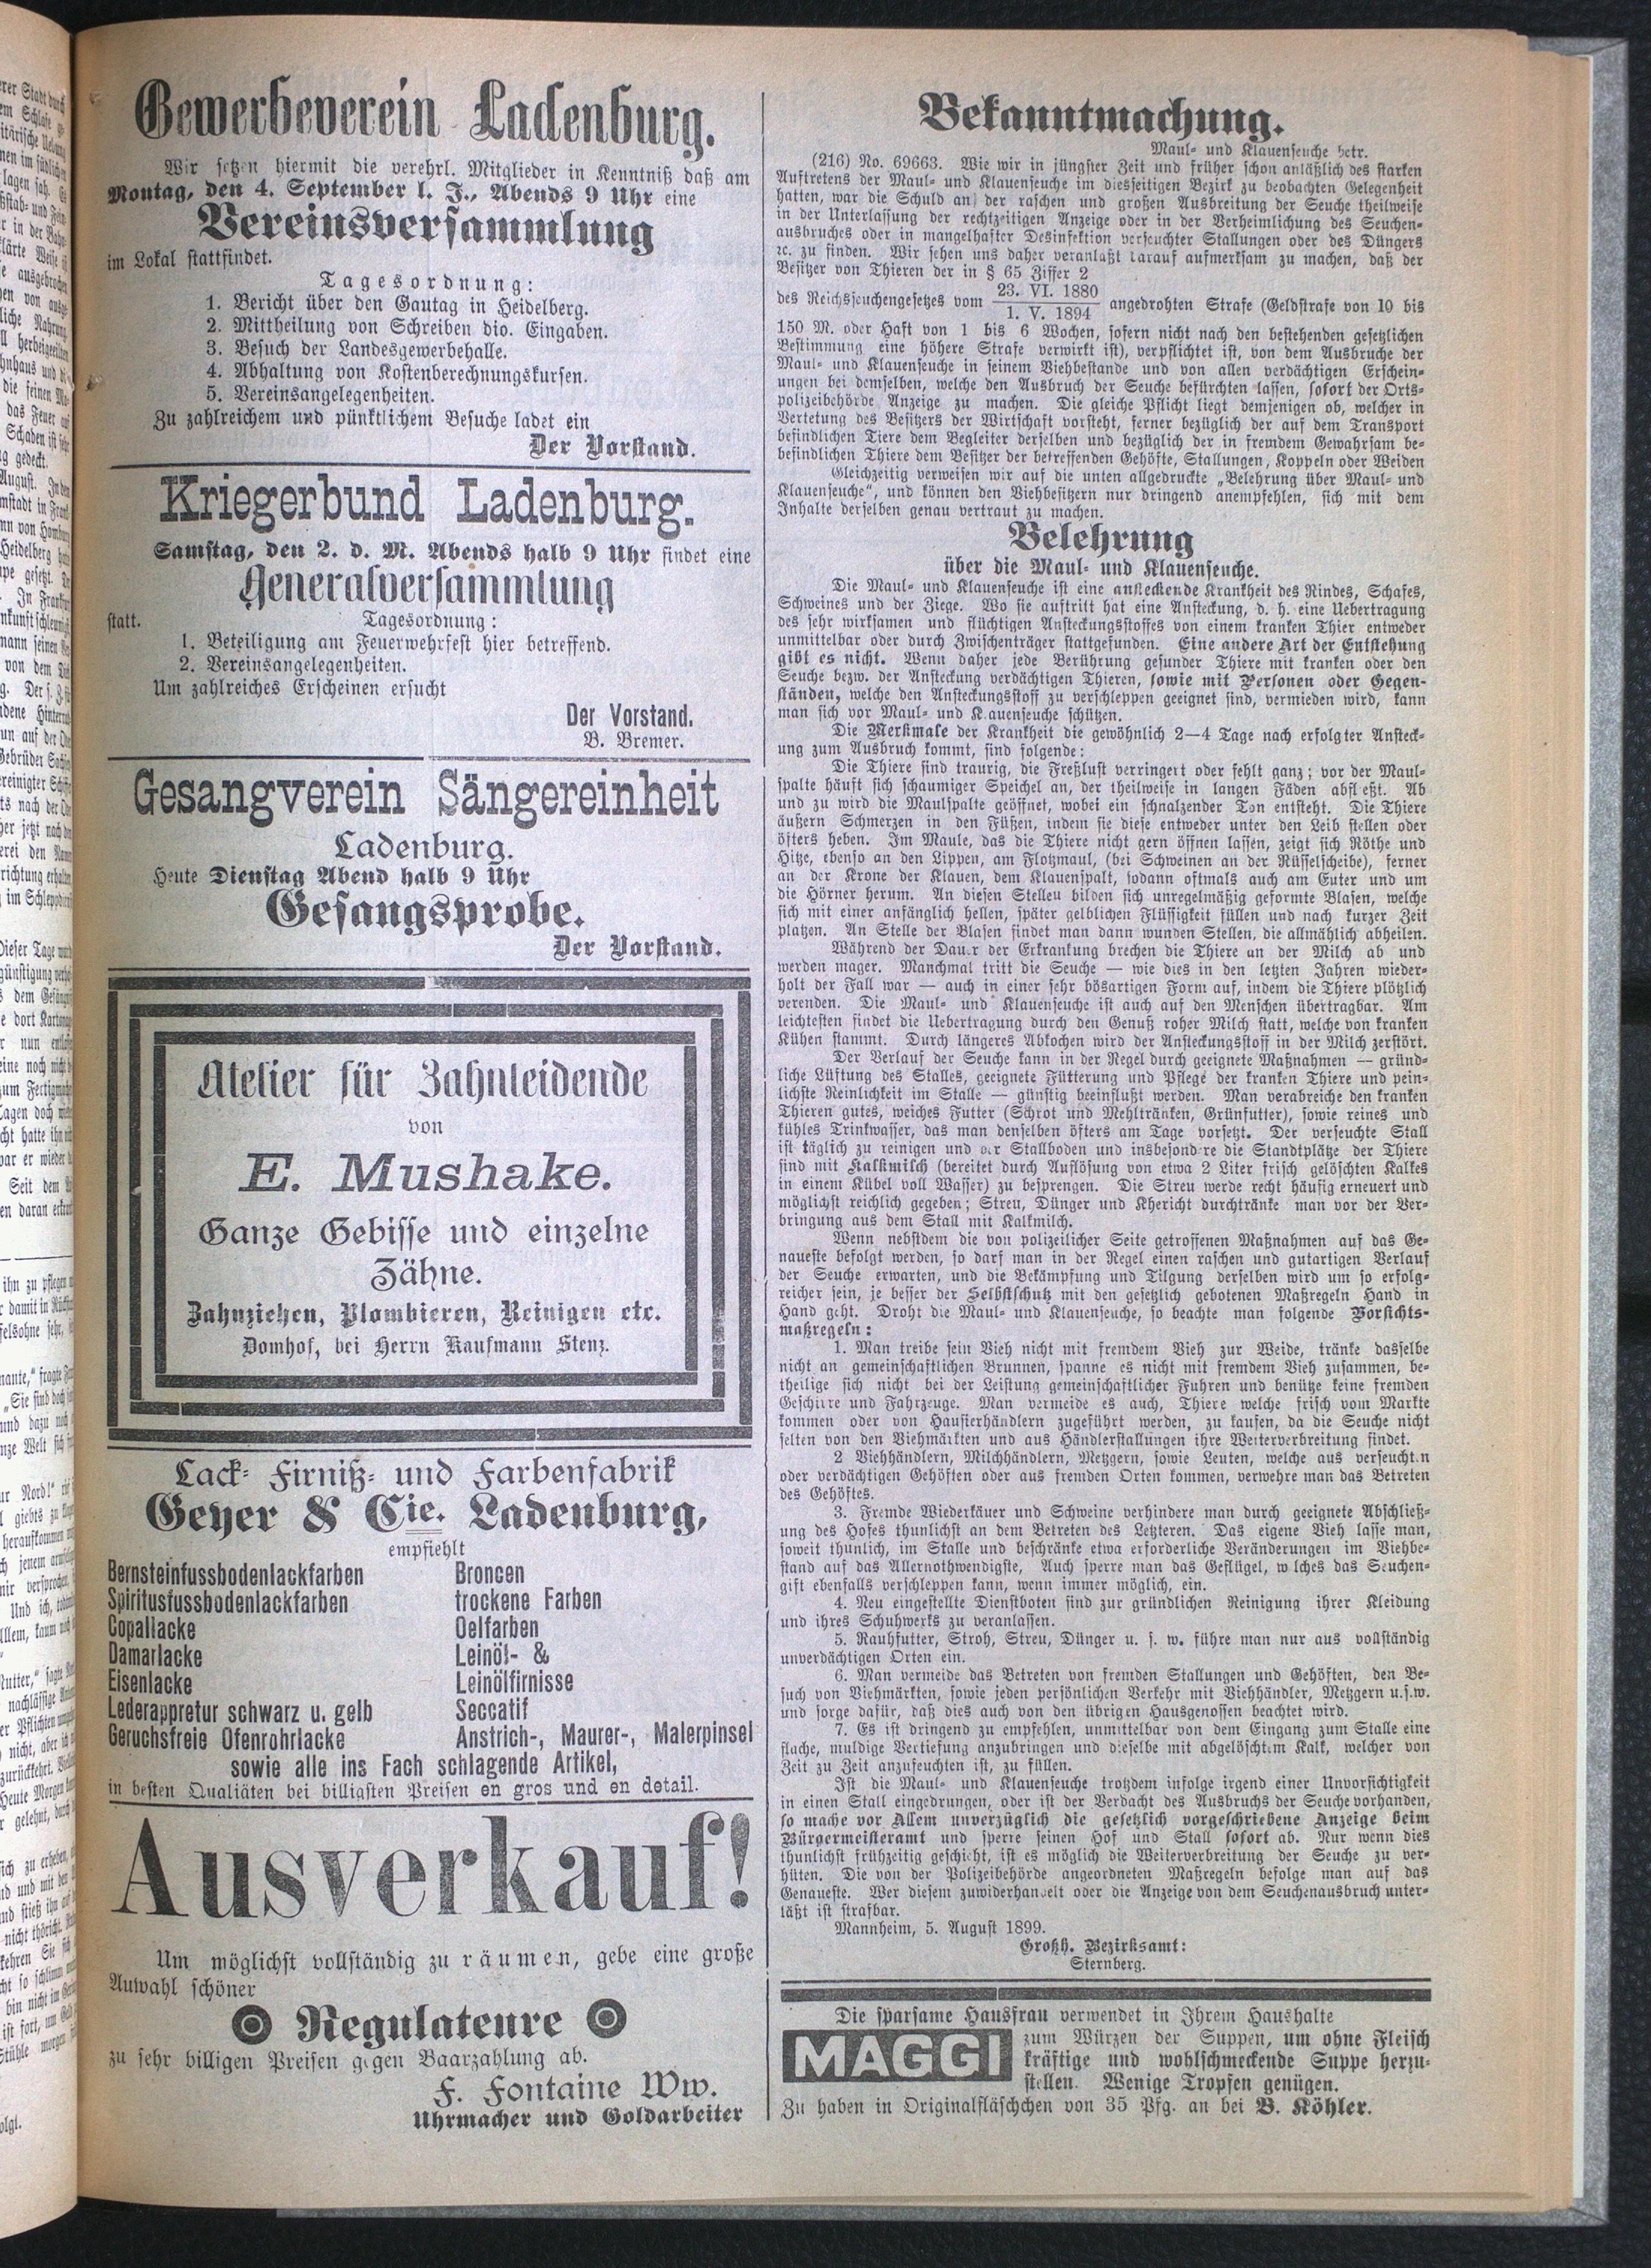 Gewerbeverein Ladenburg.
Wir setzen hiermit die verehrl. Mitglieder in Kenntniß daß am
Montag, den 4. September l. J., Abends 9 Uhr eine
Vereinsversammlung
im Lokal stattfindet.
Tagesordnung:
1. Bericht über den Gautag in Heidelberg.
2. Mittheilung von Schreiben dio. Eingaben.
3. Besuch der Landesgewerbehalle.
4. Abhaltung von Kostenberechnungskursen.
5. Vereinsangelegenheiten.
Zu zahlreichem und pünktlichem Besuche ladet ein
Der Vorstand.
Kriegerbund Ladenburg.
Samstag, den 2. d. M. Abends halb 9 Uhr findet eine
Generalversammlung
statt. Tagesordnung:
1. Beteiligung am Feuerwehrfest hier betreffend.
2. Vereinsangelegenheiten.
Um zahlreiches Erscheinen ersucht
Der Vorstand.
B. Bremer.
Gesangverein Sängereinheit
Ladenburg.
Heute Dienstag Abend halb 9 Uhr
Gesangsprobe.
Der Vorstand.
Atelier für Zahnleidende
von
E. Mushake.
Ganze Gebisse und einzelne
Zähne.
Zahnziehen, Plombieren, Reinigen etc.
Domhof, bei Herrn Kaufmann Stenz.
Lack- Firniß- und Farbenfabrik
Geyer & Cie. Ladenburg,
empfiehlt
Bernsteinfussbodenlackfarben Broncen
Spiritusfussbodenlackfarben trockene Farben
Copallacke Oelfarben
Damarlacke Leinöl- &
Eisenlacke Leinölfirnisse
Lederappretur schwarz u. gelb Seccatif
Geruchsfreie Ofenrohrlacke Anstrich-, Maurer-, Malerpinsel
sowie alle ins Fach schlagende Artikel,
in besten Qualiäten bei billigsten Preisen en gros und en detail.
Ausverkauf!
Um möglichst vollständig zu räumen, gebe eine große
Auwahl schöner
Regulateure
zu sehr billigen Preisen gegen Baarzahlung ab.
F. Fontaine Ww.
Uhrmacher und Goldarbeiter
Bekanntmachung.
Maul- und Klauenseuche betr.
(216) No. 69663. Wie wir in jüngster Zeit und früher schon anläßlich des starken
Auftretens der Maul- und Klauenseuche im diesseitigen Bezirk zu beobachten Gelegenheit
hatten, war die Schuld an der raschen und großen Ausbreitung der Seuche theilweise
in der Unterlassung der rechtzeitigen Anzeige oder in der Verheimlichung des Seuchen-
ausbruches oder in mangelhafter Desinfektion verseuchter Stallungen oder des Düngers
ꝛc. zu finden. Wir sehen uns daher veranlaßt darauf aufmerksam zu machen, daß der
Besitzer von Thieren der in § 65 Ziffer 2
des Reichsseuchengesetzes vom 23. VI. 1880 / 1. V. 1894 angedrohten Strafe (Geldstrafe von 10 bis
150 M. oder Haft von 1 bis 6 Wochen, sofern nicht nach den bestehenden gesetzlichen
Bestimmung eine höhere Strafe verwirkt ist), verpflichtet ist, von dem Ausbruche der
Maul- und Klauenseuche in seinem Viehbestande und von allen verdächtigen Erschein-
ungen bei demselben, welche den Ausbruch der Seuche befürchten lassen, sofort der Orts-
polizeibehörde Anzeige zu machen. Die gleiche Pflicht liegt demjenigen ob, welcher in
Vertetung des Besitzers der Wirtschaft vorsteht, ferner bezüglich der auf dem Transport
befindlichen Tiere dem Begleiter derselben und bezüglich der in fremdem Gewahrsam be-
befindlichen Thiere dem Besitzer der betreffenden Gehöfte, Stallungen, Koppeln oder Weiden
Gleichzeitig verweisen wir auf die unten allgedruckte „Belehrung über Maul- und
Klauenseuche“, und können den Viehbesitzern nur dringend anempfehlen, sich mit dem
Inhalte derselben genau vertraut zu machen.
Belehrung
über die Maul- und Klauenseuche.
Die Maul- und Klauenseuche ist eine ansteckende Krankheit des Rindes, Schafes,
Schweines und der Ziege. Wo sie auftrilt hat eine Ansteckung, d. h. eine Uebertragung
des sehr wirksamen und flüchtigen Ansteckungsstoffes von einem kranken Thier entweder
unmittelbar oder durch Zwischenträger stattgefunden. Eine andere Art der Entstehung
gibt es nicht. Wenn daher jede Berührung gesunder Thiere mit kranken oder den
Seuche bezw. der Ansteckung verdächtigen Thieren, sowie mit Personen oder Gegen-
ständen, welche den Ansteckungsstoff zu verschleppen geeignet sind, vermieden wird, kann
man sich vor Maul- und K.auenseuche schützen.
Die Merkmale der Krankheit die gewöhnlich 2—4 Tage nach erfolgter Ansteck-
ung zum Ausbruch kommt, sind folgende:
Die Thiere sind traurig, die Freßlust verringert oder fehlt ganz; vor der Maul-
spalte häuft sich schaumiger Speichel an, der theilweise in langen Fäden abfl eßt. Ab
und zu wird die Maulspalte geöffnet, wobei ein schnalzender Ton entsteht. Die Thiere
äußern Schmerzen in den Füßen, indem sie diese entweder unter den Leib stellen oder
öfters heben. Im Maule, das die Thiere nicht gern öffnen lassen, zeigt sich Röthe und
Hitze, ebenso an den Lippen, am Flotzmaul, (bei Schweinen an der Rüsselscheibe), ferner
an der Krone der Klauen, dem Klauenspalt, sodann oftmals auch am Euter und um
die Hörner herum. An diesen Stelleu bilden sich unregelmäßig geformte Blasen, welche
sich mit einer anfänglich hellen, später gelblichen Flüssigkeit füllen und nach kurzer Zeit
platzen. An Stelle der Blasen findet man dann wunden Stellen, die allmählich abheilen.
Während der Dau.r der Erkrankung brechen die Thiere an der Milch ab und
werden mager. Manchmal tritt die Seuche — wie dies in den letzten Jahren wieder-
holt der Fall war — auch in einer sehr bösartigen Form auf, indem die Thiere plötzlich
verenden. Die Maul- und Klauenseuche ist auch auf den Menschen übertragbar. Am
leichtesten findet die Uebertragung durch den Genuß roher Milch statt, welche von kranken
Kühen stammt. Durch längeres Abkochen wird der Ansteckungsstoff in der Milch zerstört.
Der Verlauf der Seuche kann in der Regel durch geeignete Maßnahmen — gründ-
liche Lüftung des Stalles, geeignete Fütterung und Pflege der kranken Thiere und pein-
lichste Reinlichkeit im Stalle — günstig beeinflußt werden. Man verabreiche den kranken
Thieren gutes, weiches Futter (Schrot und Mehltränken, Grünfutter), sowie reines und
kühles Trinkwasser, das man denselben öfters am Tage vorsetzt. Der verseuchte Stall
ist täglich zu reinigen und der Stallboden und insbesondere die Standtplätze der Thiere
sind mit Kalkmilch (bereitet durch Auflösung von etwa 2 Liter frisch gelöschten Kalkes
in einem Kübel voll Wasser) zu besprengen. Die Streu werde recht häufig erneuert und
möglichst reichlich gegeben; Streu, Dünger und Khericht durchtränke man vor der Ver-
bringung aus dem Stall mit Kalkmilch.
Wenn nebstdem die von polizeilicher Seite getroffenen Maßnahmen auf das Ge-
naueste befolgt werden, so darf man in der Regel einen raschen und gutartigen Verlauf
der Seuche erwarten, und die Bekämpfung und Tilgung derselben wird um so erfolg-
reicher sein, je besser der Selbstschutz mit den gesetzlich gebotenen Maßregeln Hand in
Hand geht. Droht die Maul- und Klauenseuche, so beachte man folgende Vorsichts-
maßregeln:
1. Man treibe sein Vieh nicht mit fremdem Vieh zur Weide, tränke dasselbe
nicht an gemeinschaftlichen Brunnen, spanne es nicht mit fremdem Vieh zusammen, be-
theilige sich nicht bei der Leistung gemeinschaftlicher Fuhren und benütze keine fremden
Geschirre und Fahrzeuge. Man vermeide es auch, Thiere welche frisch vom Markte
kommen oder von Hausierhändlern zugeführt werden, zu kaufen, da die Seuche nicht
selten von den Viehmärkten und aus Händlerstallungen ihre Weiterverbreitung findet.
2 Viehhändlern, Milchhändlern, Metzgern, sowie Leuten, welche aus verseucht.n
oder verdächtigen Gehöften oder aus fremden Orten kommen, verwehre man das Betreten
des Gehöftes.
3. Fremde Wiederkäuer und Schweine verhindere man durch geeignete Abschließ-
ung des Hofes thunlichst an dem Betreten des Letzteren. Das eigene Vieh lasse man,
soweit thunlich, im Stalle und beschränke etwa erforderliche Veränderungen im Viehbe-
stand auf das Allernothwendigste, Auch sperre man das Geflügel, w lches das Seuchen-
gift ebenfalls verschleppen kann, wenn immer möglich, ein.
4. Neu eingestellte Dienstboten sind zur gründlichen Reinigung ihrer Kleidung
und ihres Schuhwerks zu veranlassen.
5. Rauhfutter, Stroh, Streu, Dünger u. s. w. führe man nur aus vollständig
unverdächtigen Orten ein.
6. Man vermeide das Betreten von fremden Stallungen und Gehöften, den Be-
such von Viehmärkten, sowie jeden persönlichen Verkehr mit Viehhändler, Metzgern u.s.w.
und sorge dafür, daß dies auch von den übrigen Hausgenossen beachtet wird.
7. Es ist dringend zu empfehlen, unmittelbar von dem Eingang zum Stalle eine
flache, muldige Vertiefung anzubringen und dieselbe mit abgelöschtem Kalk, welcher von
Zeit zu Zeit anzufeuchten ist, zu füllen.
Ist die Maul- und Klauenseuche trotzdem infolge irgend einer Unvorsichtigkeit
in einen Stall eingedrungen, oder ist der Verdacht des Ausbruchs der Seuche vorhanden,
so mache vor Allem unverzüglich die gesetzlich vorgeschriebene Anzeige beim
Bürgermeisteramt und sperre seinen Hof und Stall sofort ab. Nur wenn dies
thunlichst frühzeitig geschieht, ist es möglich die Weiterverbreitung der Seuche zu ver-
hüten. Die von der Polizeibehörde angeordneten Maßregeln befolge man auf das
Genaueste. Wer diesem zuwiderhandelt oder die Anzeige von dem Seuchenausbruch unter-
läßt ist strafbar.
Mannheim, 5. August 1899.
Großh. Bezirksamt:
Sternberg.
Die sparsame Hausfrau verwendet in Ihrem Haushalte
MAGGI zum Würzen der Suppen, um ohne Fleisch
kräftige und wohlschmeckende Suppe herzu-
stellen. Wenige Tropfen genügen.
Zu haben in Originalfläschchen von 35 Pfg. an bei B. Köhler.